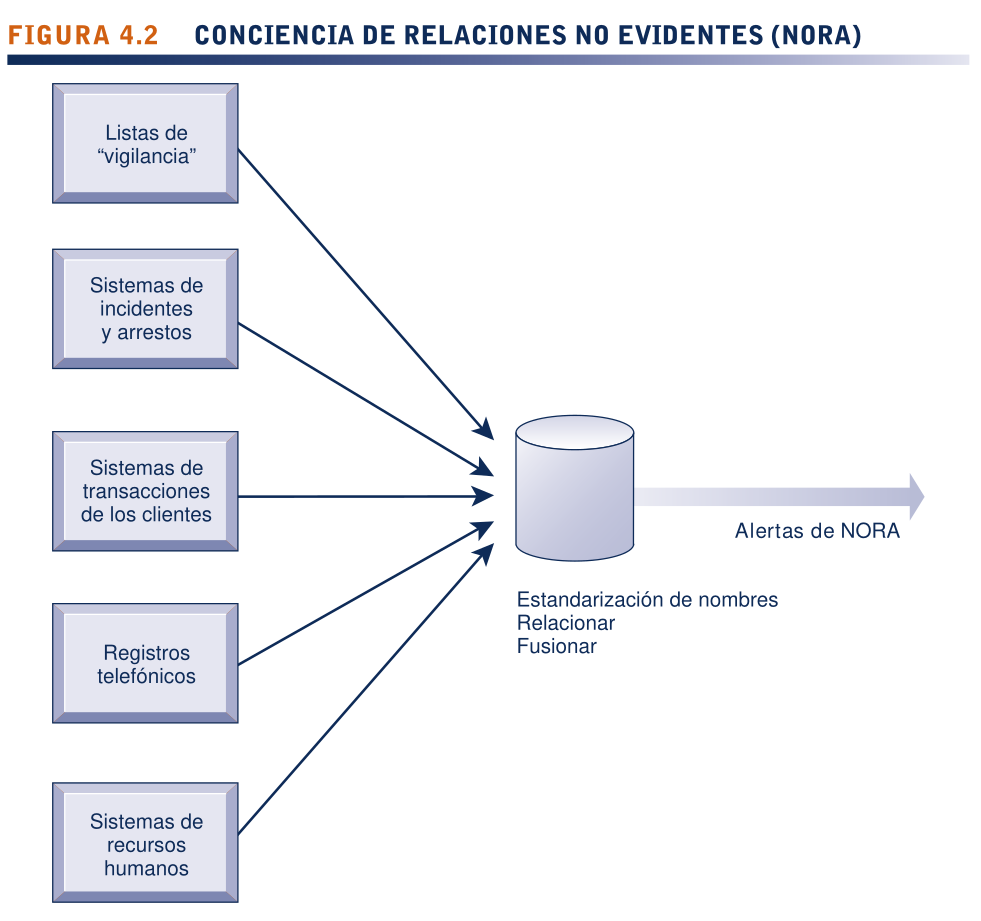 FIGURA 4.2 CONCIENCIA DE RELACIONES NO EVIDENTES (NORA)
Listas de
“vigilancia”
Sistemas de
incidentes
y arrestos
Sistemas de
transacciones
de los clientes
Registros
telefónicos
Sistemas de
recursos
humanos
Estandarización de nombres
Relacionar
Fusionar
Alertas de NORA